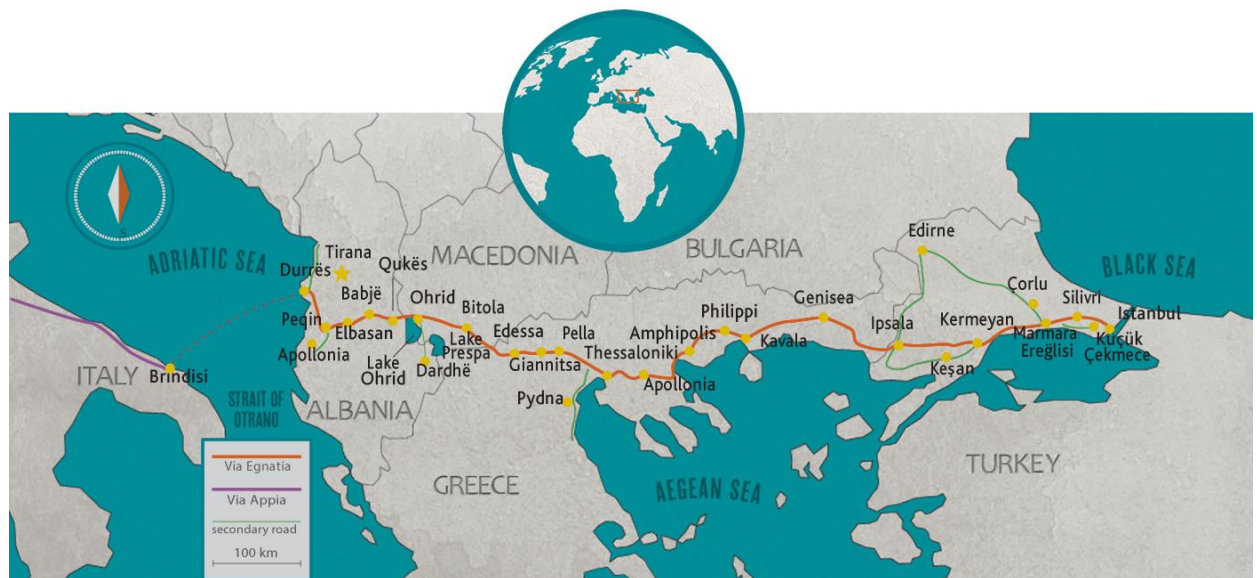 S
ADRIATIC SEA
Tirana
Durrës
Qukës
MACEDONIA
BULGARIA
Edirne
BLACK SEA
Babjë
Ohrid
Bitola
Peqin
Elbasan
Apollonia
Lake
Ohrid
Lake
Prespa
Dardhë
Edessa
Giannitsa
Pella
Thessaloniki
Pydna
Apollonia
Amphipolis
Philippi
Kavala
Genisea
Ipsala
Keşan
Kermeyan
Çorlu
Marmara
Ereğlisi
Silivri
Istanbul
Küçük
Çekmece
ITALY
Brindisi
STRAIT OF
OTRANO
ALBANIA
GREECE
AEGEAN SEA
TURKEY
Via Egnatia
Via Appia
secondary road
100 km